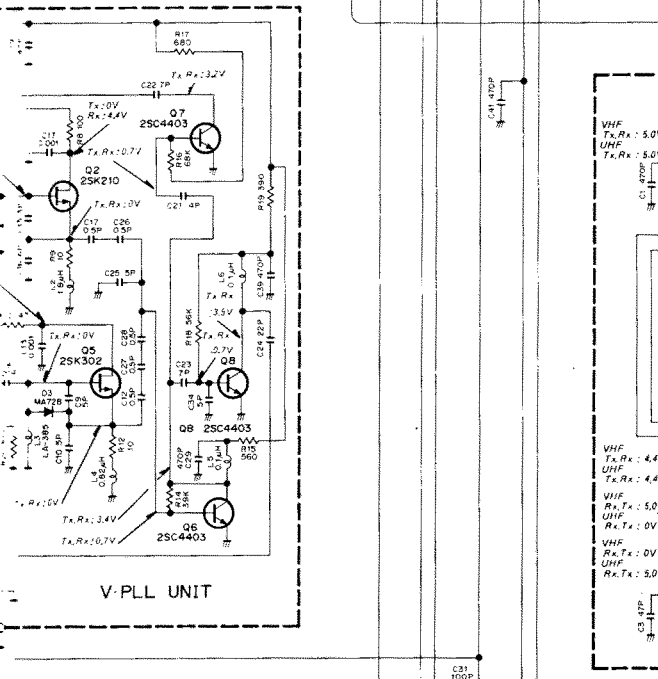 R17
680
Tx,Rx;3.2V
C22 7P
Tx;0V
Rx;4.4V
Q7
2SC4403
R8 100
C41 470P
VHF
Tx,Rx : 5.0V
UHF
Tx,Rx : 5.0
0.001
Tx,Rx;0.7V
R16
68K
Q2
2SK210
C1 470P
R19 390
C21 4P
Tx,Rx;0V
C17
0.5P
C26
0.5P
R9
10
L2
1.8μH
C25 5P
L6
0.1μH
C39 470P
Tx Rx
;3.5V
C24 22P
R18 56K
Tx,Rx
;0.7V
Tx,Rx;0V
0.001
Q5
2SK302
C28
0.5P
C27
0.5P
C12
0.5P
C23
7P
Q8
D3
MA728
C9
5P
C34
5P
Q8 2SC4403
L3
LA-385
C10 5P
R12
10
470P
C29
L5
0.1μH
R15
560
L4
0.82μH
R14
39K
VHF
Tx,Rx : 4.4
UHF
Tx,Rx : 4.4
VHF
Rx,Tx : 5.0
UHF
Rx,Tx : 0V
VHF
Rx,Tx : 0V
UHF
Rx,Tx : 5.0
Tx,Rx;3.4V
Tx,Rx;0.7V
Q6
2SC4403
V-PLL UNIT
C3 47P
C31
100P